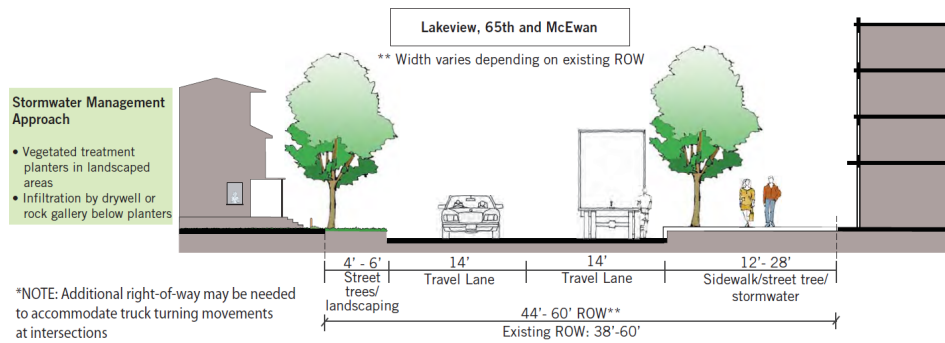 Lakeview, 65th and McEwan
** Width varies depending on existing ROW
Stormwater Management
Approach
• Vegetated treatment
planters in landscaped
areas
• Infiltration by drywell or
rock gallery below planters
4' - 6'
Street
trees/
landscaping
14'
Travel Lane
14'
Travel Lane
12'- 28'
Sidewalk/street tree/
stormwater
44'- 60' ROW**
Existing ROW: 38'-60'
*NOTE: Additional right-of-way may be needed
to accommodate truck turning movements
at intersections